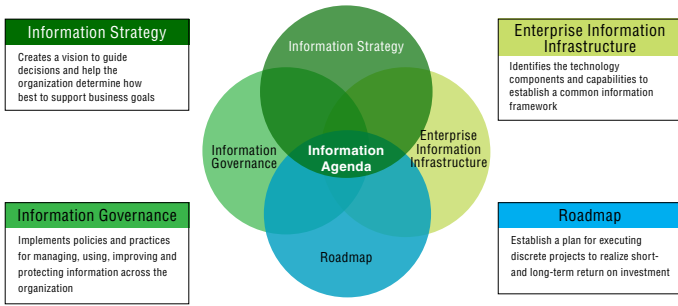 Information Strategy
Creates a vision to guide
decisions and help the
organization determine how
best to support business goals
Information Governance
Implements policies and practices
for managing, using, improving and
protecting information across the
organization
Information Strategy
Information
Governance
Information
Agenda
Enterprise
Information
Infrastructure
Roadmap
Enterprise Information
Infrastructure
Identifies the technology
components and capabilities to
establish a common information
framework
Roadmap
Establish a plan for executing
discrete projects to realize short-
and long-term return on investment